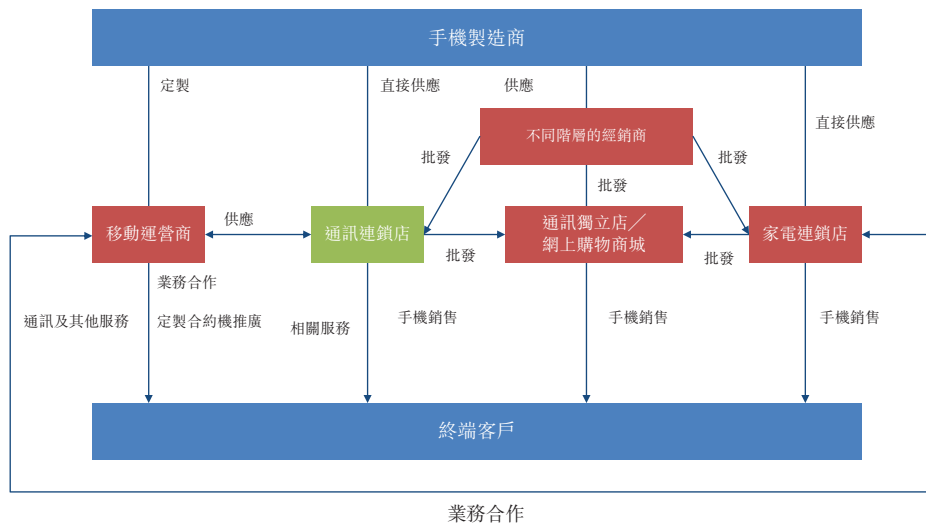 手機製造商
定製
直接供應
供應
直接供應
不同階層的經銷商
批發
批發
批發
移動運營商
供應
通訊連鎖店
批發
通訊獨立店／
網上購物商城
批發
家電連鎖店
業務合作
通訊及其他服務
定製合約機推廣
相關服務
手機銷售
手機銷售
手機銷售
終端客戶
業務合作